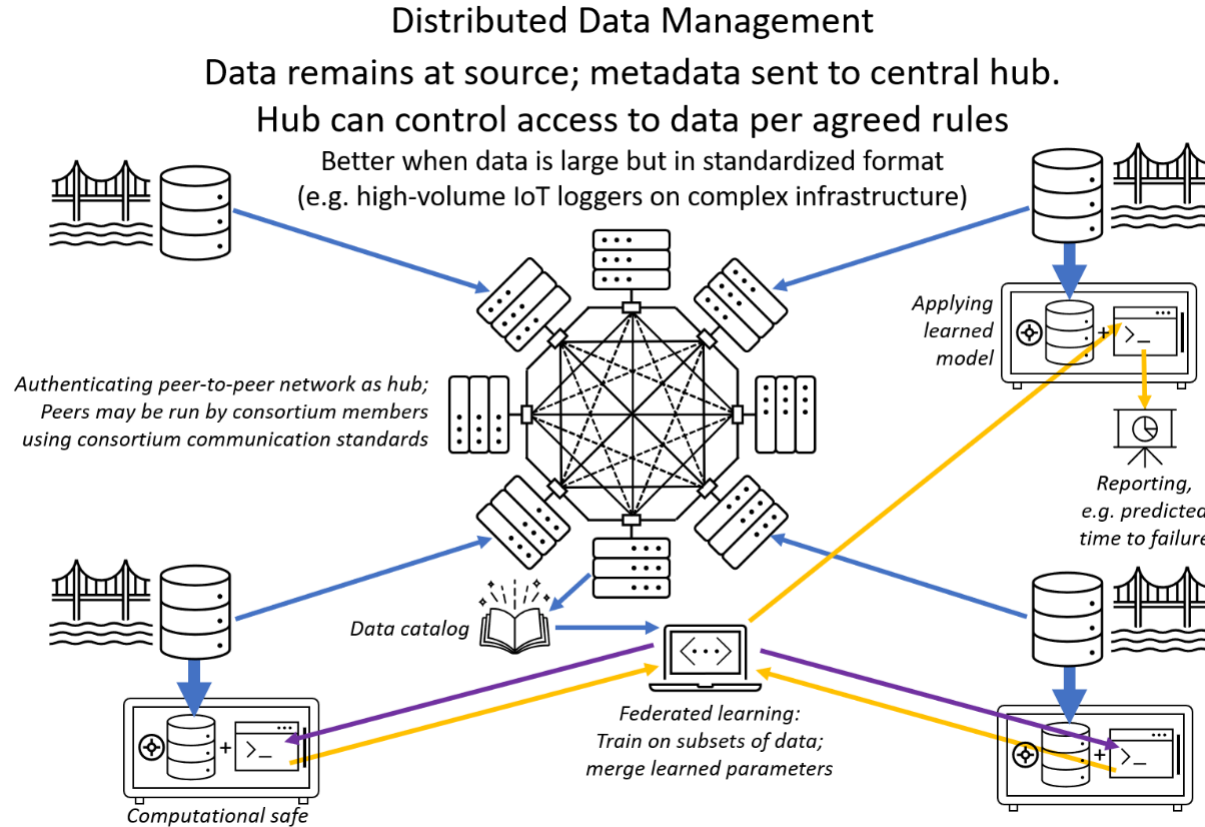 Distributed Data Management
Data remains at source; metadata sent to central hub.
Hub can control access to data per agreed rules
Better when data is large but in standardized format
(e.g. high-volume IoT loggers on complex infrastructure)
Applying
learned
model
Authenticating peer-to-peer network as hub;
Peers may be run by consortium members
using consortium communication standards
Reporting,
e.g. predicted
time to failure
Data catalog
Federated learning:
Train on subsets of data;
merge learned parameters
Computational safe